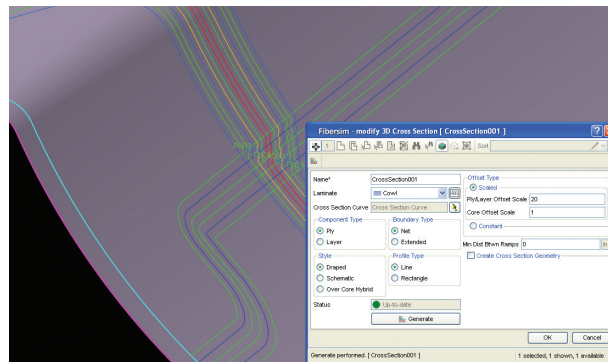 Fibersim - modify 3D Cross Section [ CrossSection001 ]
1
Sort
Name*
CrossSection001
Laminate
Cowl
Cross Section Curve
Cross Section Curve
Component Type
Ply
Layer
Boundary Type
Net
Extended
Style
Draped
Schematic
Over Core Hybrid
Profile Type
Line
Rectangle
Status
Up-to-date
Generate
Offset Type
Scaled
Ply/Layer Offset Scale 20
Core Offset Scale 1
Constant
Min Dist Btwn Ramps 0 in
Create Cross Section Geometry
OK Cancel
Generate performed. [ CrossSection001 ]
1 selected, 1 shown, 1 available